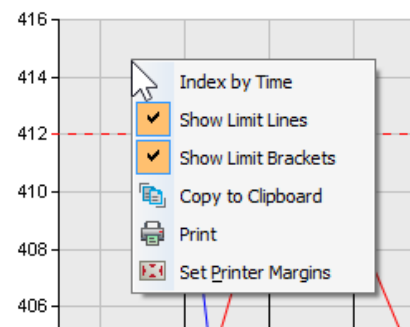 416
414
Index by Time
Show Limit Lines
412
Show Limit Brackets
410
Copy to Clipboard
Print
408
Set Printer Margins
406